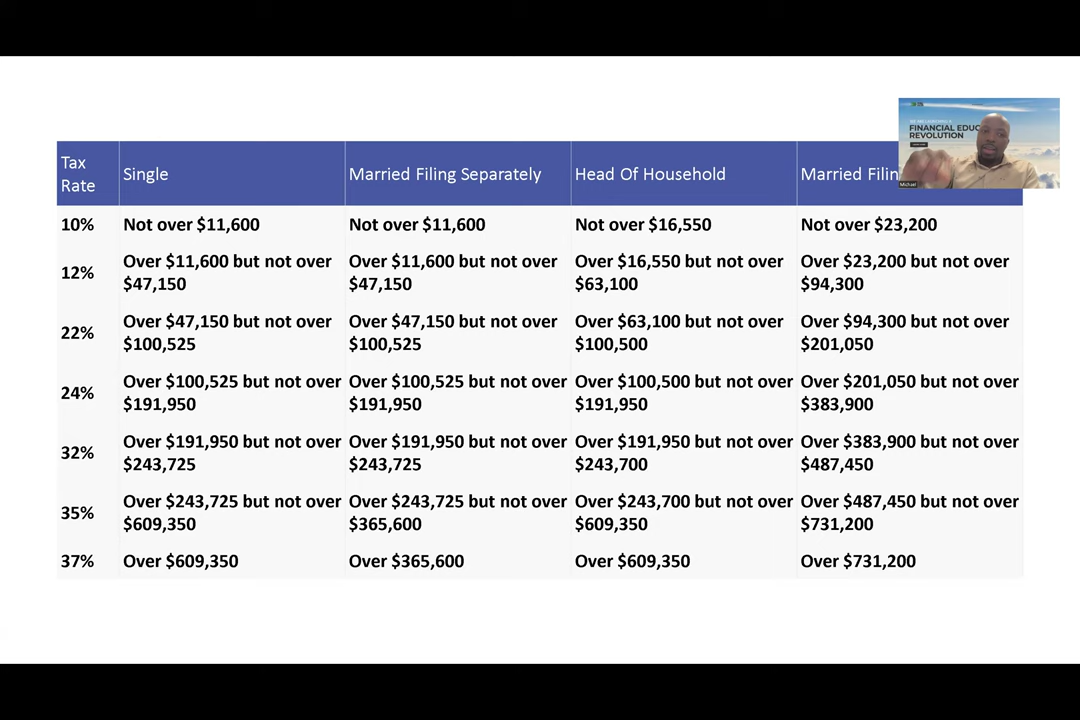 FINANCIAL EDUC
REVOLUTION
Michael
Tax
Rate
Single
Married Filing Separately
Head Of Household
Married Filin
10%
Not over $11,600
Not over $11,600
Not over $16,550
Not over $23,200
12%
Over $11,600 but not over
$47,150
Over $11,600 but not over
$47,150
Over $16,550 but not over
$63,100
Over $23,200 but not over
$94,300
22%
Over $47,150 but not over
$100,525
Over $47,150 but not over
$100,525
Over $63,100 but not over
$100,500
Over $94,300 but not over
$201,050
24%
Over $100,525 but not over
$191,950
Over $100,525 but not over
$191,950
Over $100,500 but not over
$191,950
Over $201,050 but not over
$383,900
32%
Over $191,950 but not over
$243,725
Over $191,950 but not over
$243,725
Over $191,950 but not over
$243,700
Over $383,900 but not over
$487,450
35%
Over $243,725 but not over
$609,350
Over $243,725 but not over
$365,600
Over $243,700 but not over
$609,350
Over $487,450 but not over
$731,200
37%
Over $609,350
Over $365,600
Over $609,350
Over $731,200